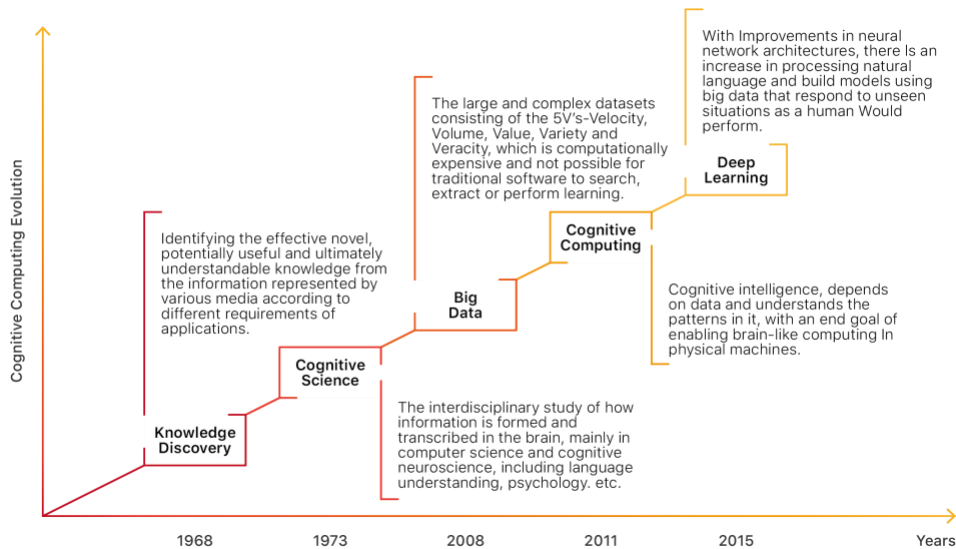 With Improvements in neural
network architectures, there Is an
increase in processing natural
language and build models using
big data that respond to unseen
situations as a human Would
perform.
The large and complex datasets
consisting of the 5V's-Velocity,
Volume, Value, Variety and
Veracity, which is computationally
expensive and not possible for
traditional software to search,
extract or perform learning.
Deep
Learning
Cognitive
Computing
Identifying the effective novel,
potentially useful and ultimately
understandable knowledge from
the information represented by
various media according to
different requirements of
applications.
Cognitive intelligence, depends
on data and understands the
patterns in it, with an end goal of
enabling brain-like computing In
physical machines.
Big
Data
Cognitive
Science
The interdisciplinary study of how
information is formed and
transcribed in the brain, mainly in
computer science and cognitive
neuroscience, including language
understanding, psychology. etc.
Knowledge
Discovery
Cognitive Computing Evolution
1968
1973
2008
2011
2015
Years